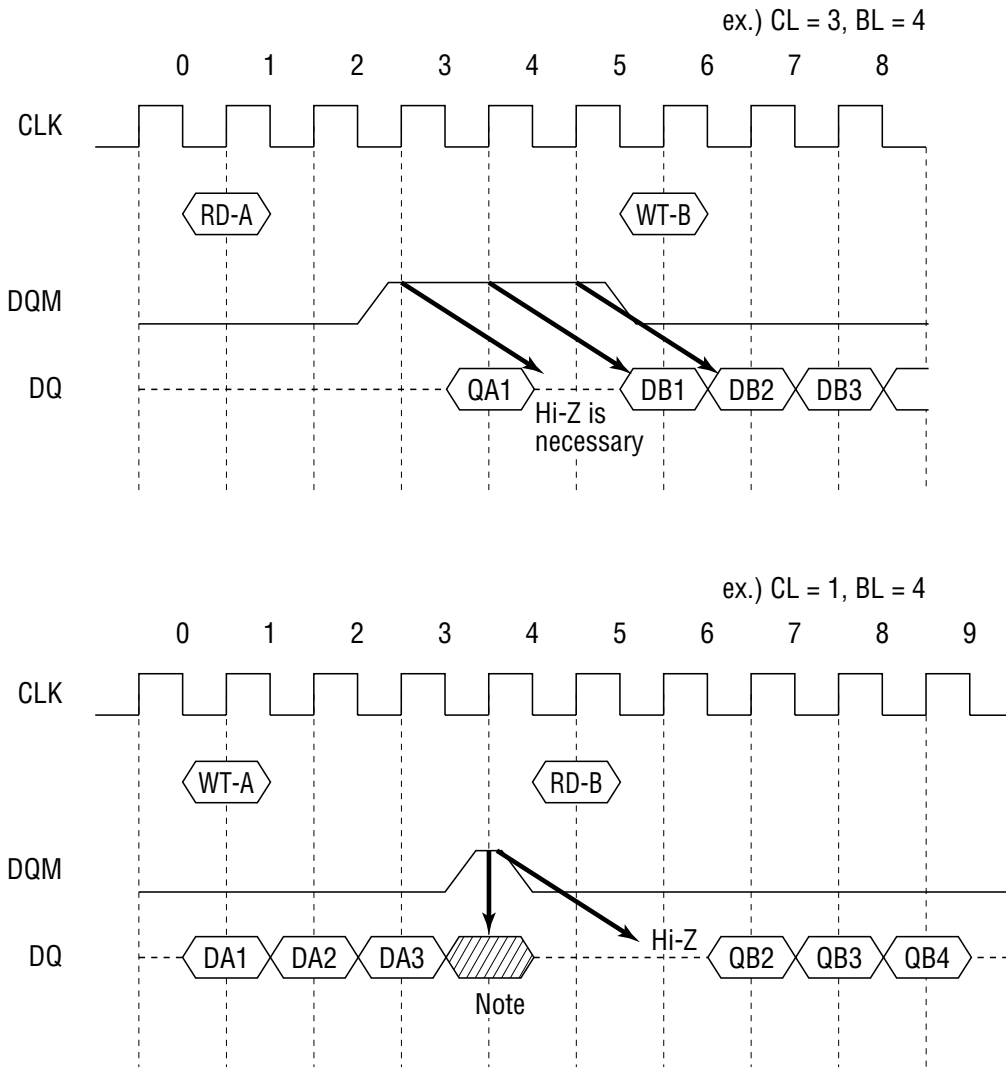 ex.) CL = 3, BL = 4
0 1 2 3 4 5 6 7 8
CLK
RD-A WT-B
DQM
DQ QA1 DB1 DB2 DB3
Hi-Z is
necessary
ex.) CL = 1, BL = 4
0 1 2 3 4 5 6 7 8 9
CLK
WT-A RD-B
DQM
Hi-Z
DQ DA1 DA2 DA3 QB2 QB3 QB4
Note